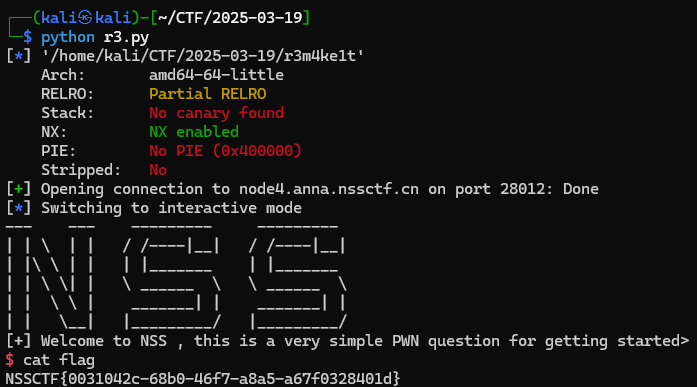 ┌──(kali㉿kali)-[~/CTF/2025-03-19]
└─$ python r3.py
[*] '/home/kali/CTF/2025-03-19/r3m4ke1t'
    Arch:       amd64-64-little
    RELRO:      Partial RELRO
    Stack:      No canary found
    NX:         NX enabled
    PIE:        No PIE (0x400000)
    Stripped:   No
[+] Opening connection to node4.anna.nssctf.cn on port 28012: Done
[*] Switching to interactive mode
___    ___    _________     _________
| | \  | |   / /----|__|   / /----|__|
| |\ \ | |   | |_______    | |_______
| | \ \| |   \ ______  \   \ ______  \
| |  \ \ |    _______| |    _______| |
| |   \__|   |_________/   |_________/
[+] Welcome to NSS , this is a very simple PWN question for getting started>
$ cat flag
NSSCTF{0031042c-68b0-46f7-a8a5-a67f0328401d}